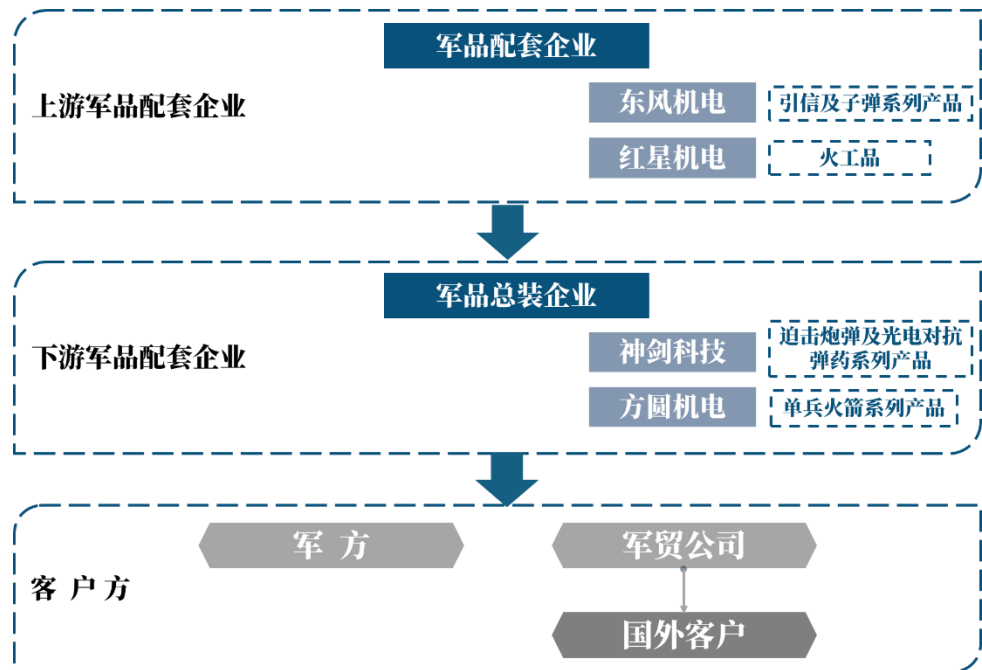 军品配套企业
上游军品配套企业
东风机电
引信及子弹系列产品
红星机电
火工品
军品总装企业
下游军品配套企业
神剑科技
迫击炮弹及光电对抗
弹药系列产品
方圆机电
单兵火箭系列产品
军 方
军贸公司
客 户 方
国外客户